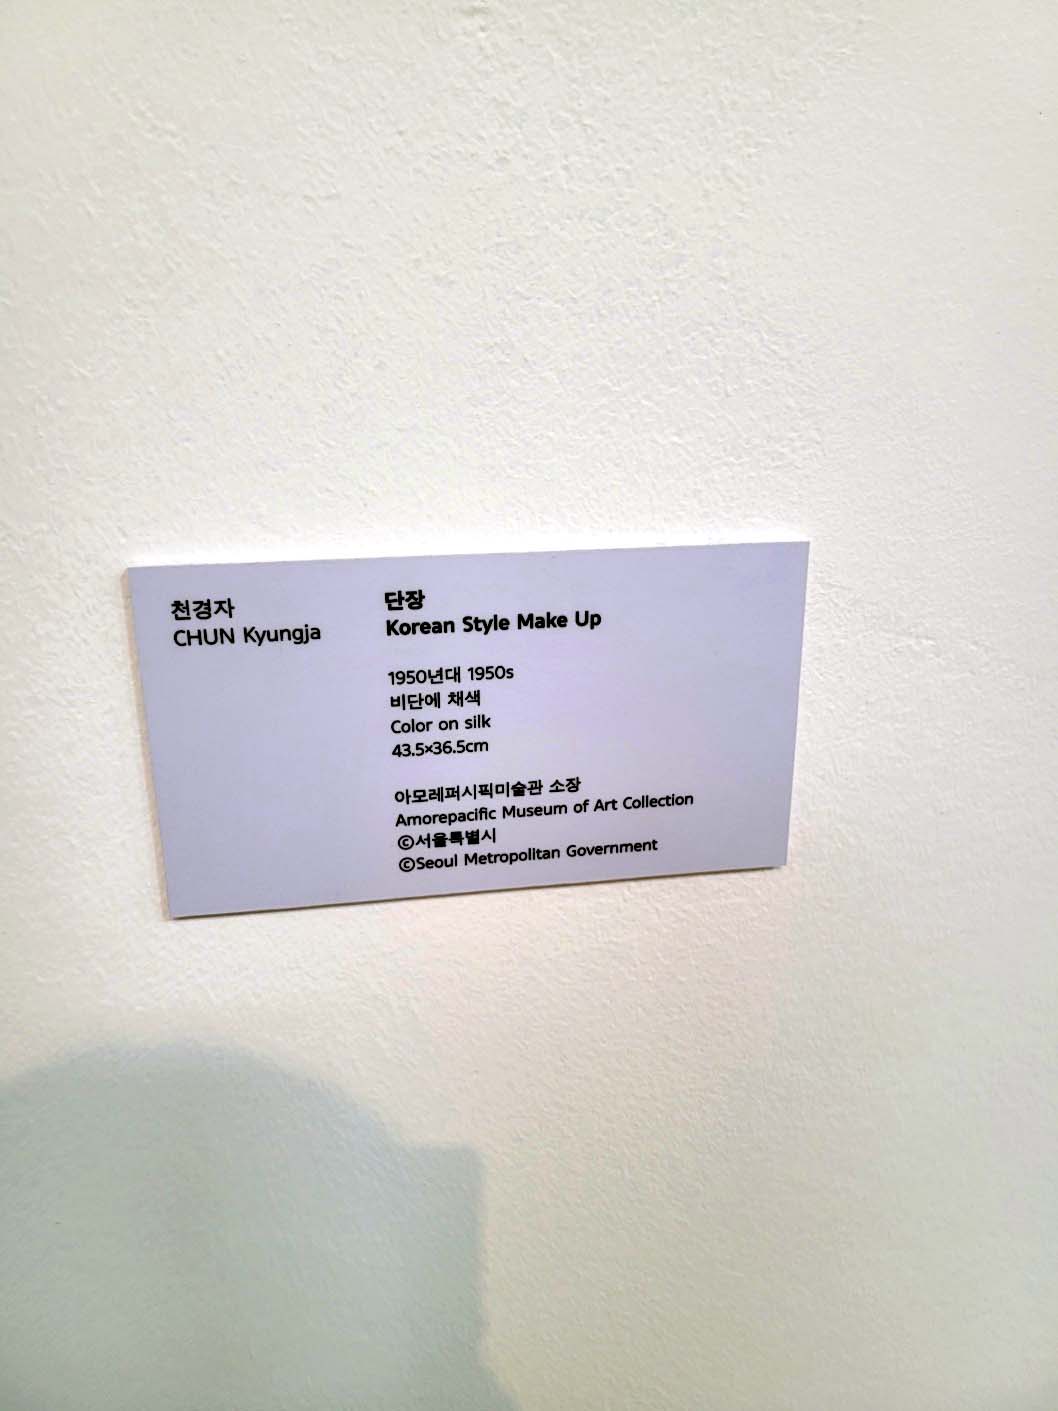 천경자
CHUN Kyungja
단장
Korean Style Make Up
1950년대 1950s
비단에 채색
Color on silk
43.5×36.5cm
아모레퍼시픽미술관 소장
Amorepacific Museum of Art Collection
©서울특별시
©Seoul Metropolitan Government